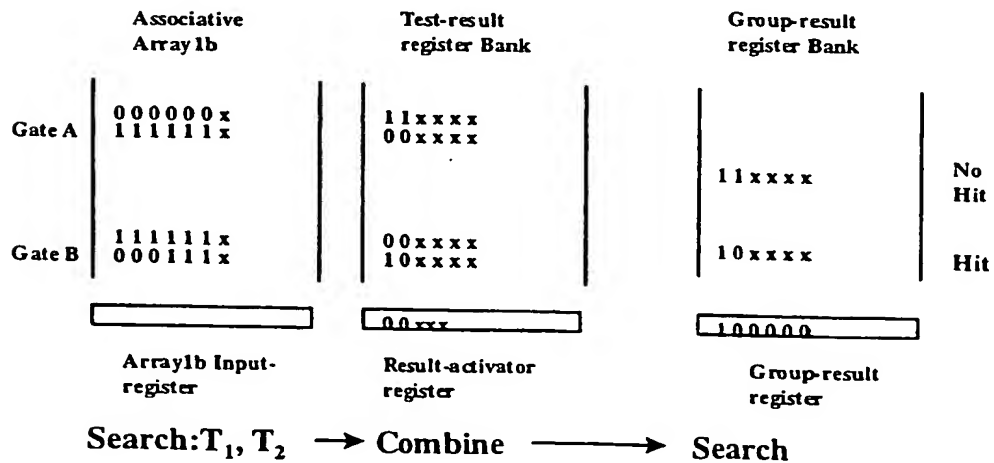 Associative Array1b
Test-result register Bank
Group-result register Bank
Gate A
000000x
111111x
11xxxx
00xxxx
11xxxx
No Hit
Gate B
111111x
000111x
00xxxx
10xxxx
10xxxx
Hit
00xxx
100000
Array1b Input-register
Result-activator register
Group-result register
Search:T1, T2 → Combine → Search